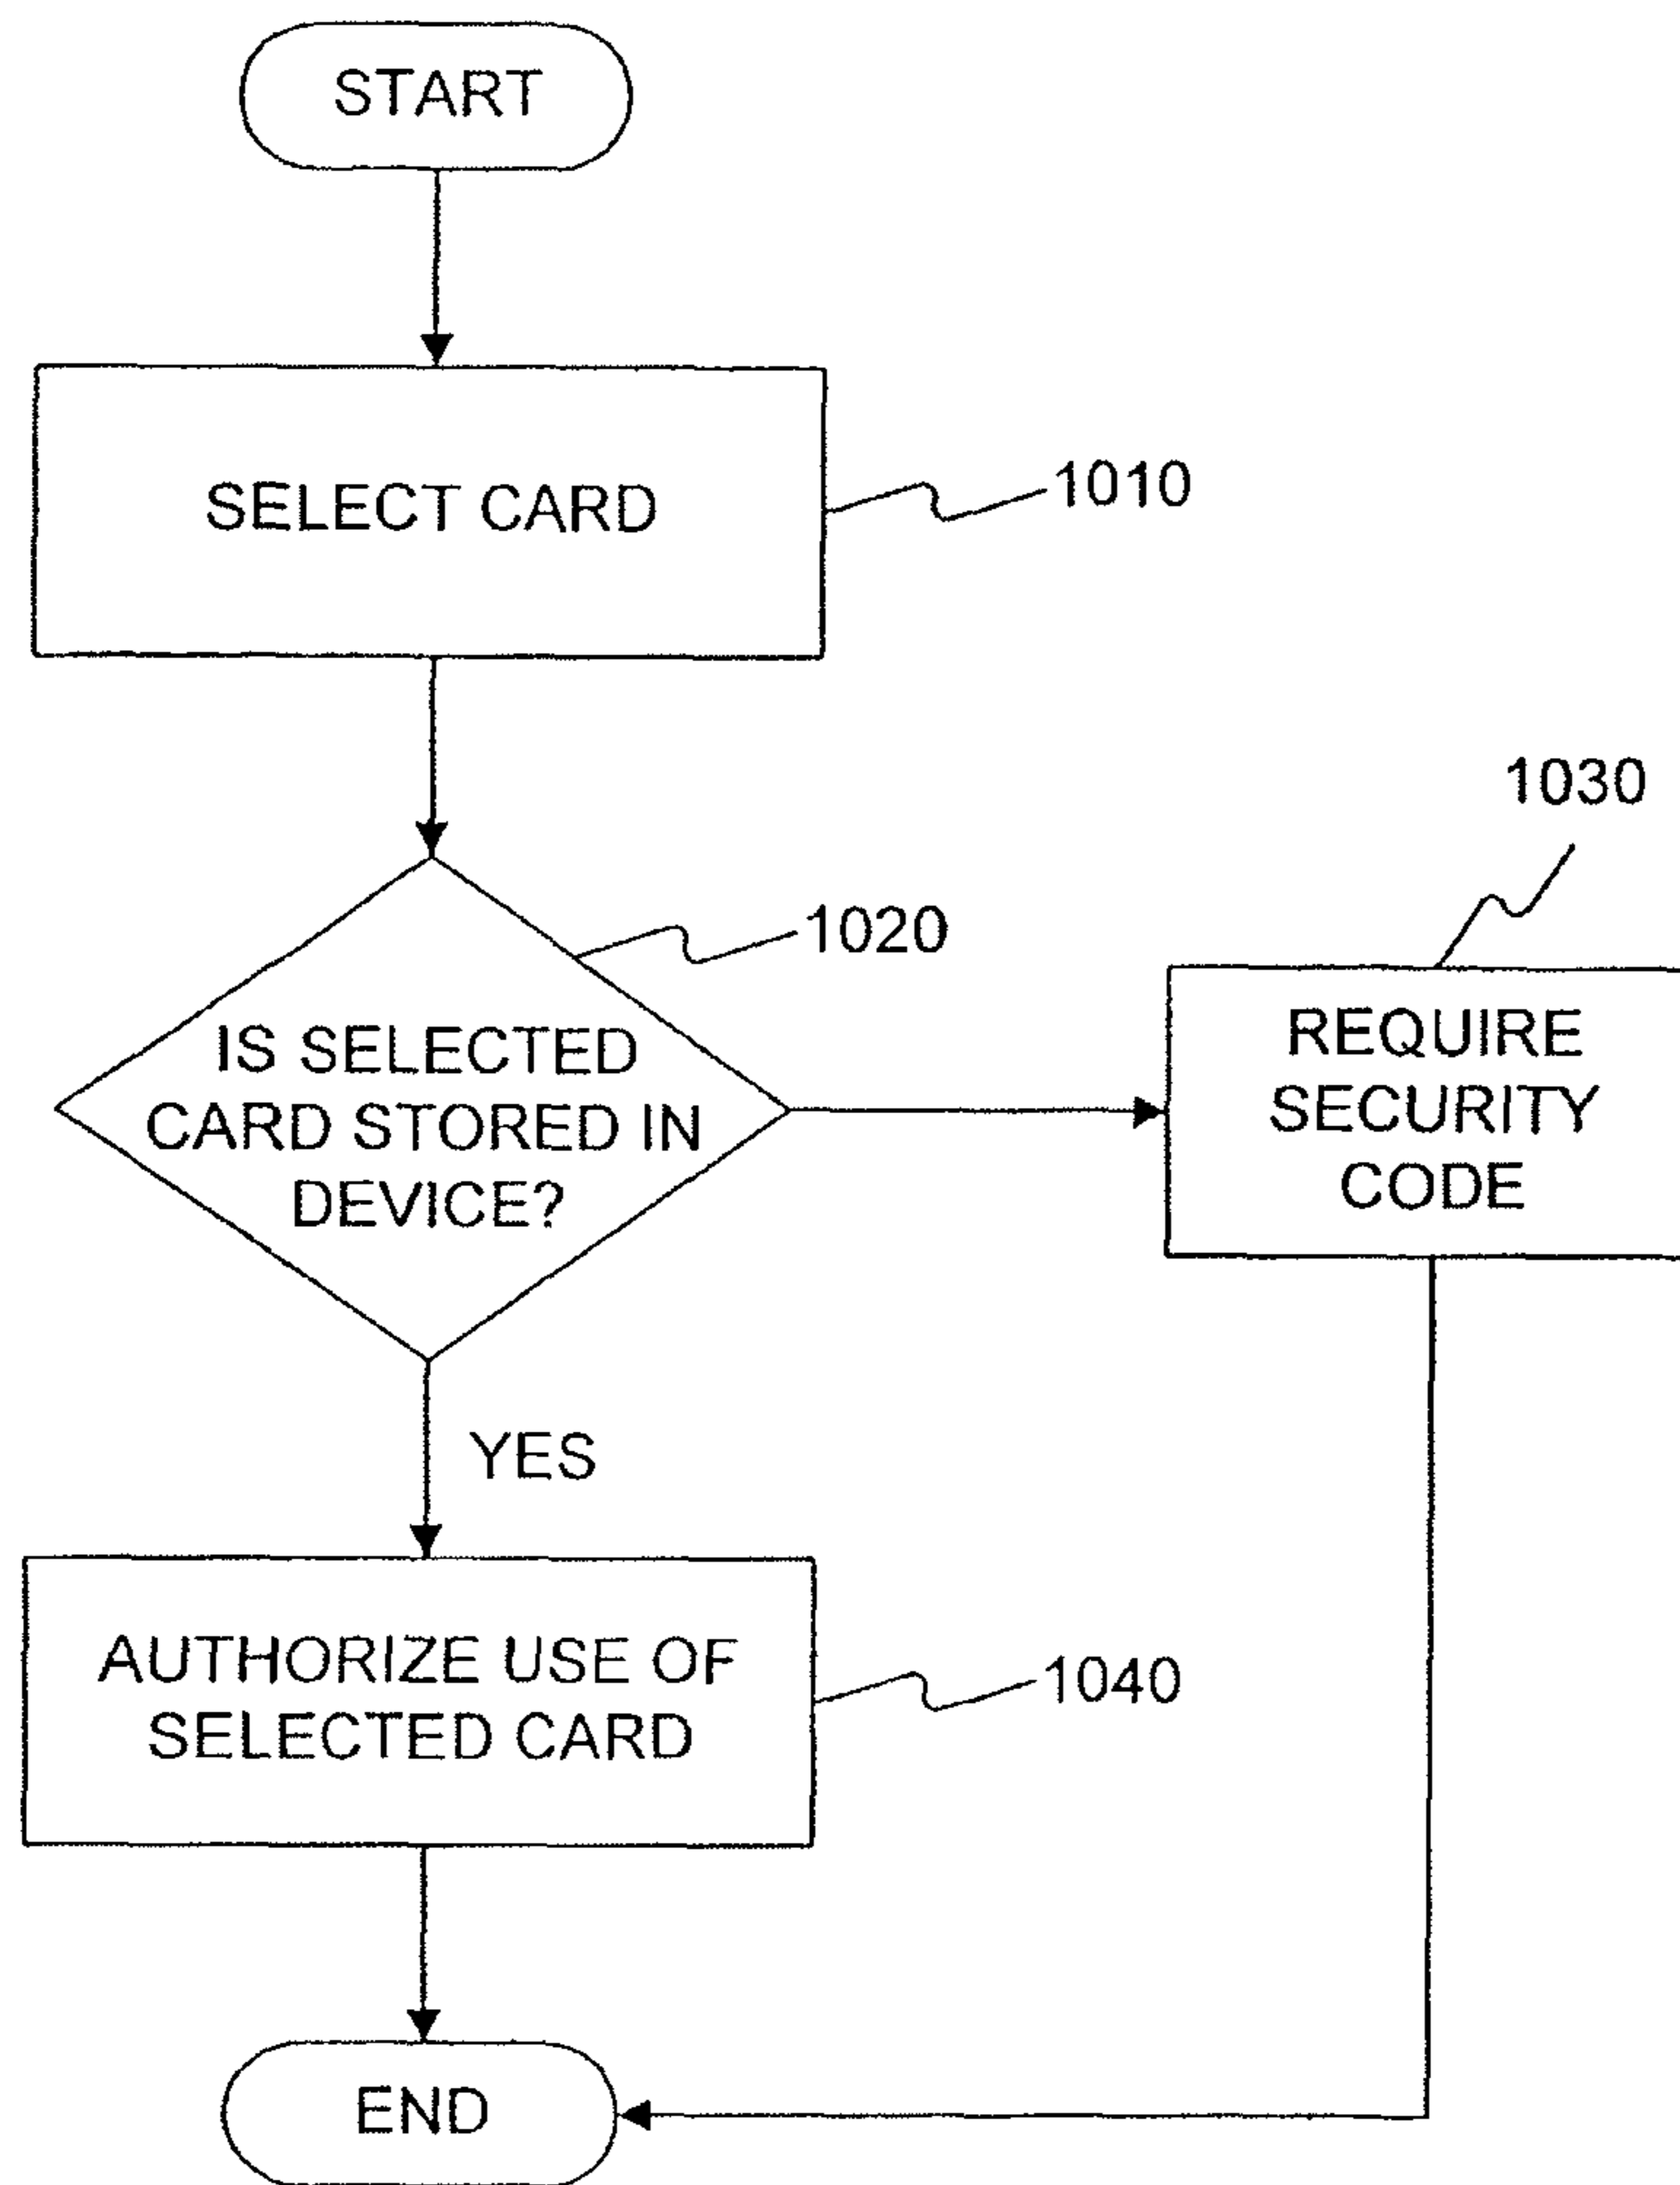 START
SELECT CARD
1010
1020
1030
IS SELECTED
CARD STORED IN
DEVICE?
REQUIRE
SECURITY
CODE
YES
AUTHORIZE USE OF
SELECTED CARD
1040
END